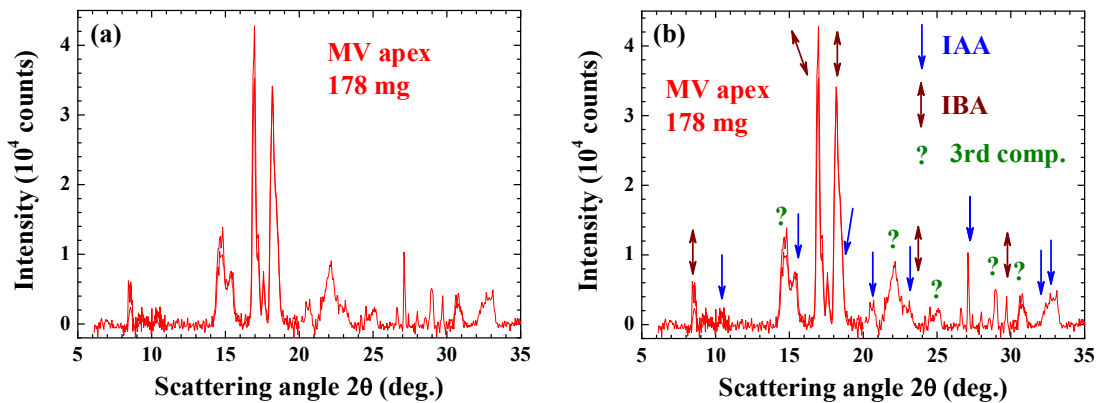 (a)
MV apex
178 mg
Intensity (10⁴ counts)
4
3
2
1
0
5 10 15 20 25 30 35
Scattering angle 2θ (deg.)
(b)
IAA
MV apex
178 mg
IBA
? 3rd comp.
?
?
?
?
?
Intensity (10⁴ counts)
4
3
2
1
0
5 10 15 20 25 30 35
Scattering angle 2θ (deg.)